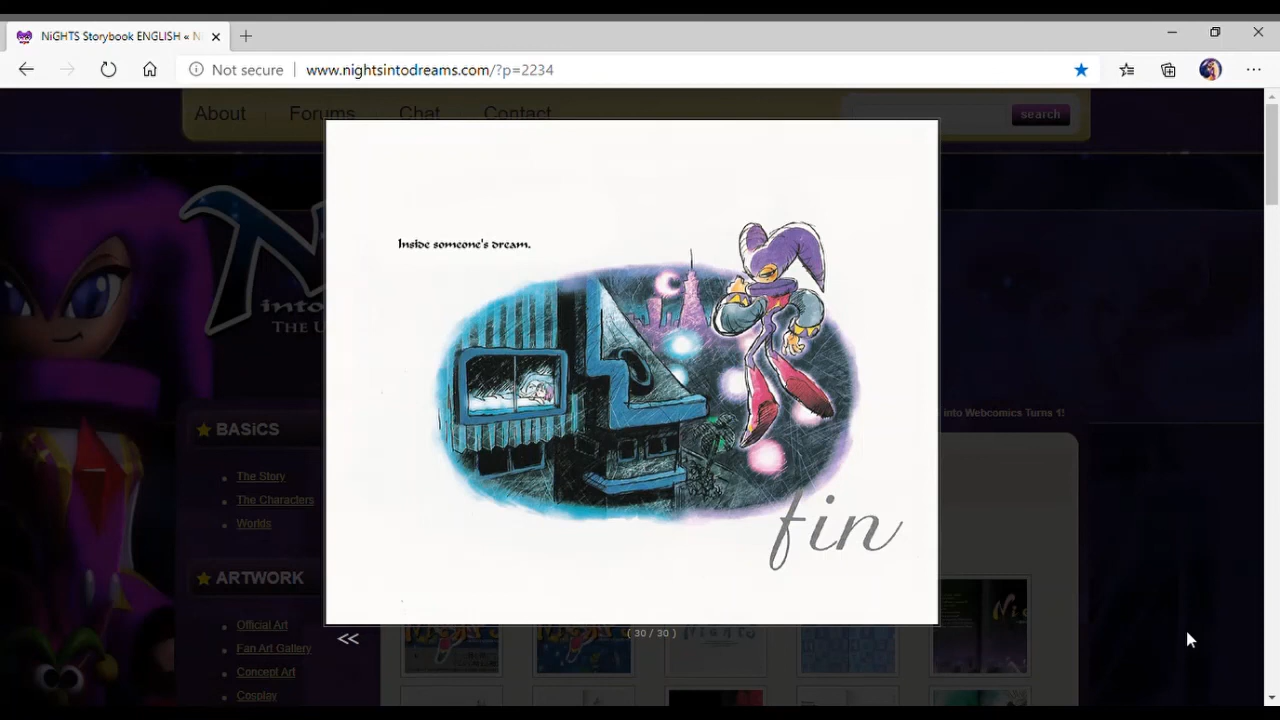 NiGHTS Storybook ENGLISH « N
Not secure
www.nightsintodreams.com/?p=2234
About
Forums
Chat
Contact
search
Inside someone's dream.
fin
into
THE U
into Webcomics Turns 1!
BASiCS
The Story
The Characters
Worlds
ARTWORK
Official Art
Fan Art Gallery
Concept Art
Cosplay
<<
( 30 / 30 )